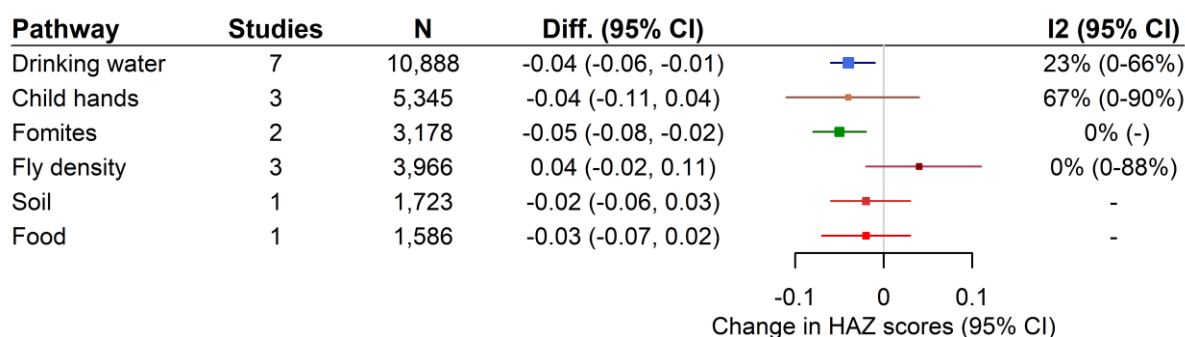 Pathway Studies N Diff. (95% CI) I2 (95% CI)
Drinking water 7 10,888 -0.04 (-0.06, -0.01) 23% (0-66%)
Child hands 3 5,345 -0.04 (-0.11, 0.04) 67% (0-90%)
Fomites 2 3,178 -0.05 (-0.08, -0.02) 0% (-)
Fly density 3 3,966 0.04 (-0.02, 0.11) 0% (0-88%)
Soil 1 1,723 -0.02 (-0.06, 0.03) -
Food 1 1,586 -0.03 (-0.07, 0.02) -
-0.1 0 0.1
Change in HAZ scores (95% CI)